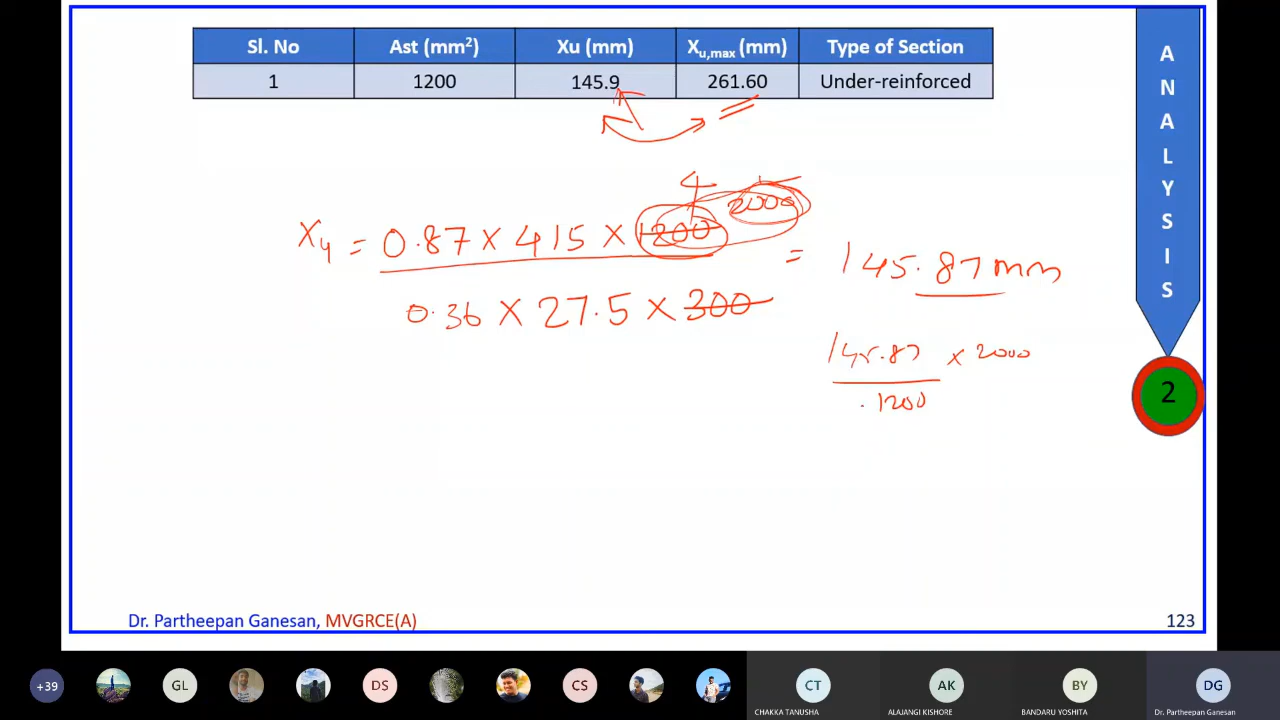 Sl. No Ast (mm²) Xu (mm) Xu,max (mm) Type of Section
1 1200 145.9 261.60 Under-reinforced
A
N
A
L
Y
S
I
S
2
4
2000
Xu = 0.87 × 415 × 1200 = 145.87mm
0.36 × 27.5 × 300
145.87 × 2000
1200
Dr. Partheepan Ganesan, MVGRCE(A) 123
+39 GL DS CS CT AK BY DG
CHAKKA TANUSHA ALAJANGI KISHORE BANDARU YOSHITA Dr. Partheepan Ganesan